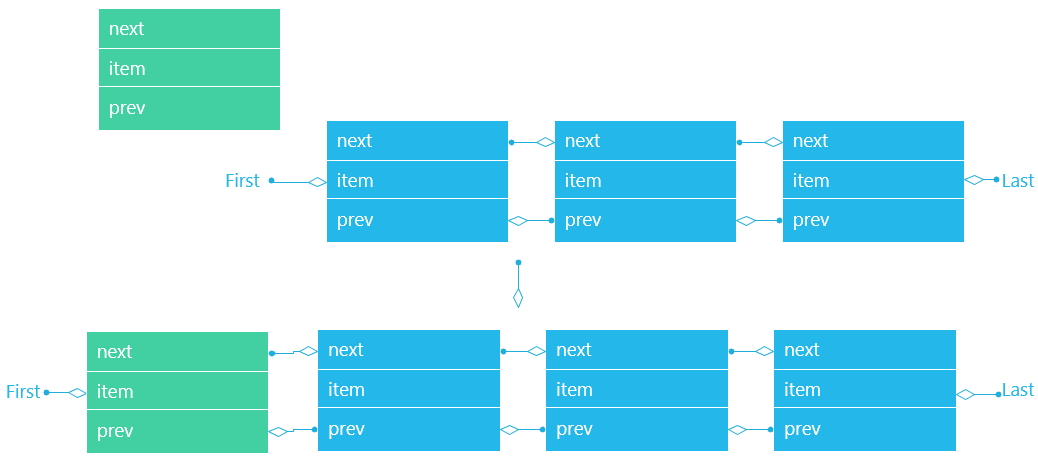 next
item
prev
next next next
First item item item Last
prev prev prev
next next next next
First item item item item Last
prev prev prev prev